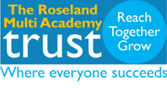 The Roseland
Multi Academy
trust
Reach
Together
Grow
Where everyone succeeds